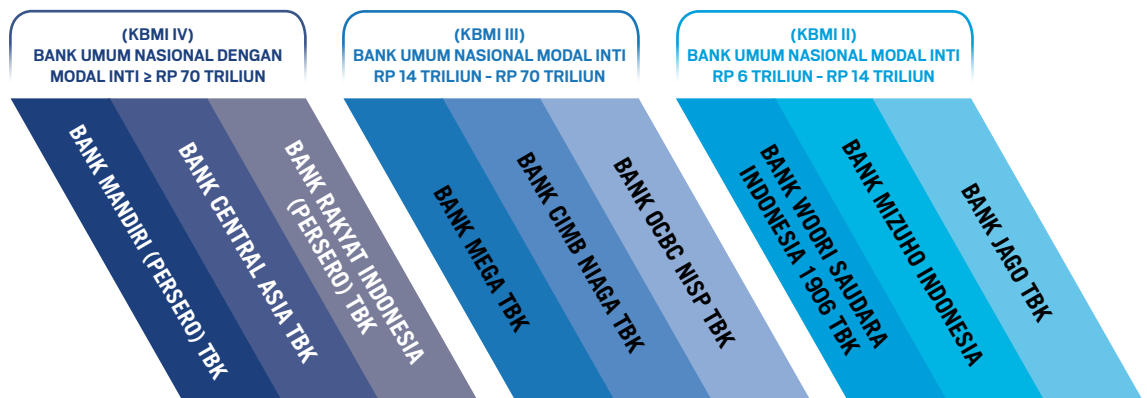 (KBMI IV)
BANK UMUM NASIONAL DENGAN
MODAL INTI ≥ RP 70 TRILIUN
BANK MANDIRI (PERSERO) TBK
BANK CENTRAL ASIA TBK
BANK RAKYAT INDONESIA
(PERSERO) TBK
(KBMI III)
BANK UMUM NASIONAL MODAL INTI
RP 14 TRILIUN - RP 70 TRILIUN
BANK MEGA TBK
BANK CIMB NIAGA TBK
BANK OCBC NISP TBK
(KBMI II)
BANK UMUM NASIONAL MODAL INTI
RP 6 TRILIUN - RP 14 TRILIUN
BANK WOORI SAUDARA
INDONESIA 1906 TBK
BANK MIZUHO INDONESIA
BANK JAGO TBK